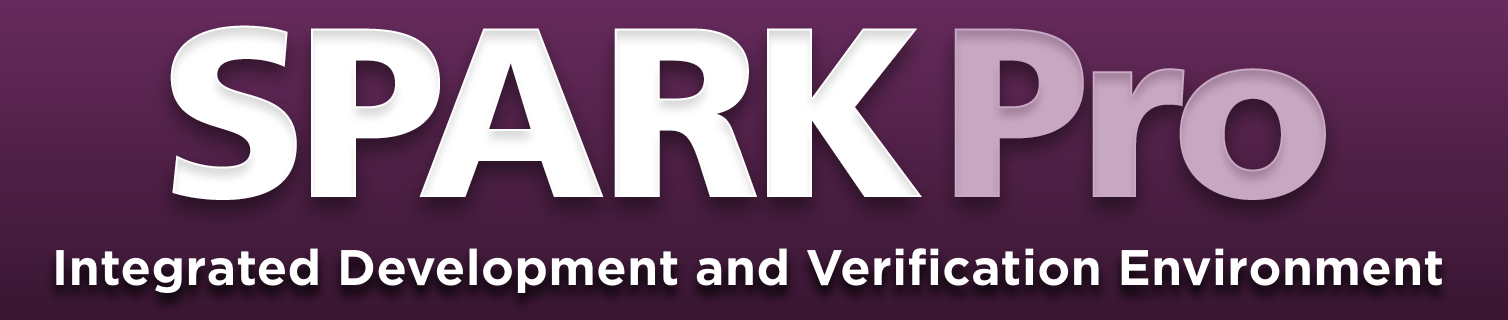 SPARK Pro
Integrated Development and Verification Environment